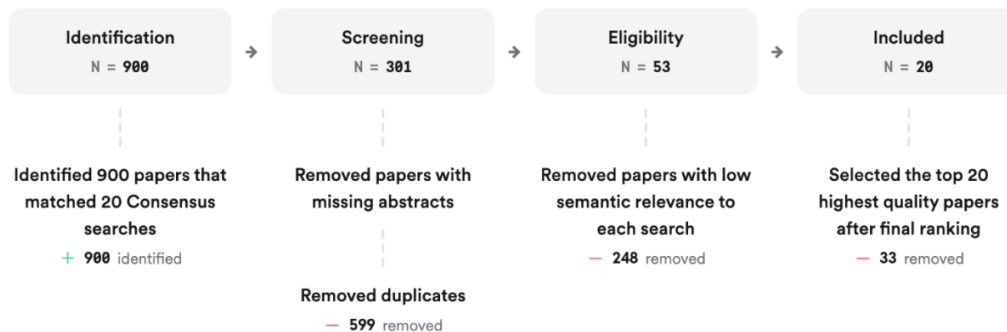 Identification
N = 900
Screening
N = 301
Eligibility
N = 53
Included
N = 20
Identified 900 papers that
matched 20 Consensus
searches
+ 900 identified
Removed papers with
missing abstracts
Removed duplicates
— 599 removed
Removed papers with low
semantic relevance to
each search
— 248 removed
Selected the top 20
highest quality papers
after final ranking
— 33 removed